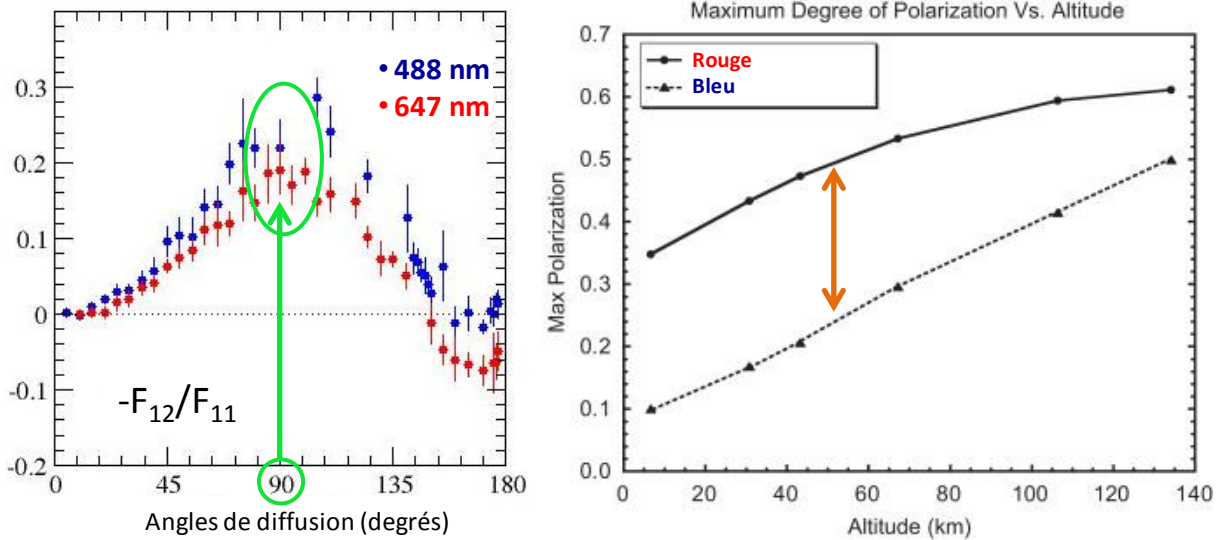 0.3
0.2
0.1
0
-0.1
-0.2
• 488 nm
• 647 nm
-F₁₂/F₁₁
0 45 90 135 180
Angles de diffusion (degrés)
Maximum Degree of Polarization Vs. Altitude
Rouge
Bleu
0.7
0.6
0.5
0.4
0.3
0.2
0.1
0.0
Max Polarization
0 20 40 60 80 100 120 140
Altitude (km)